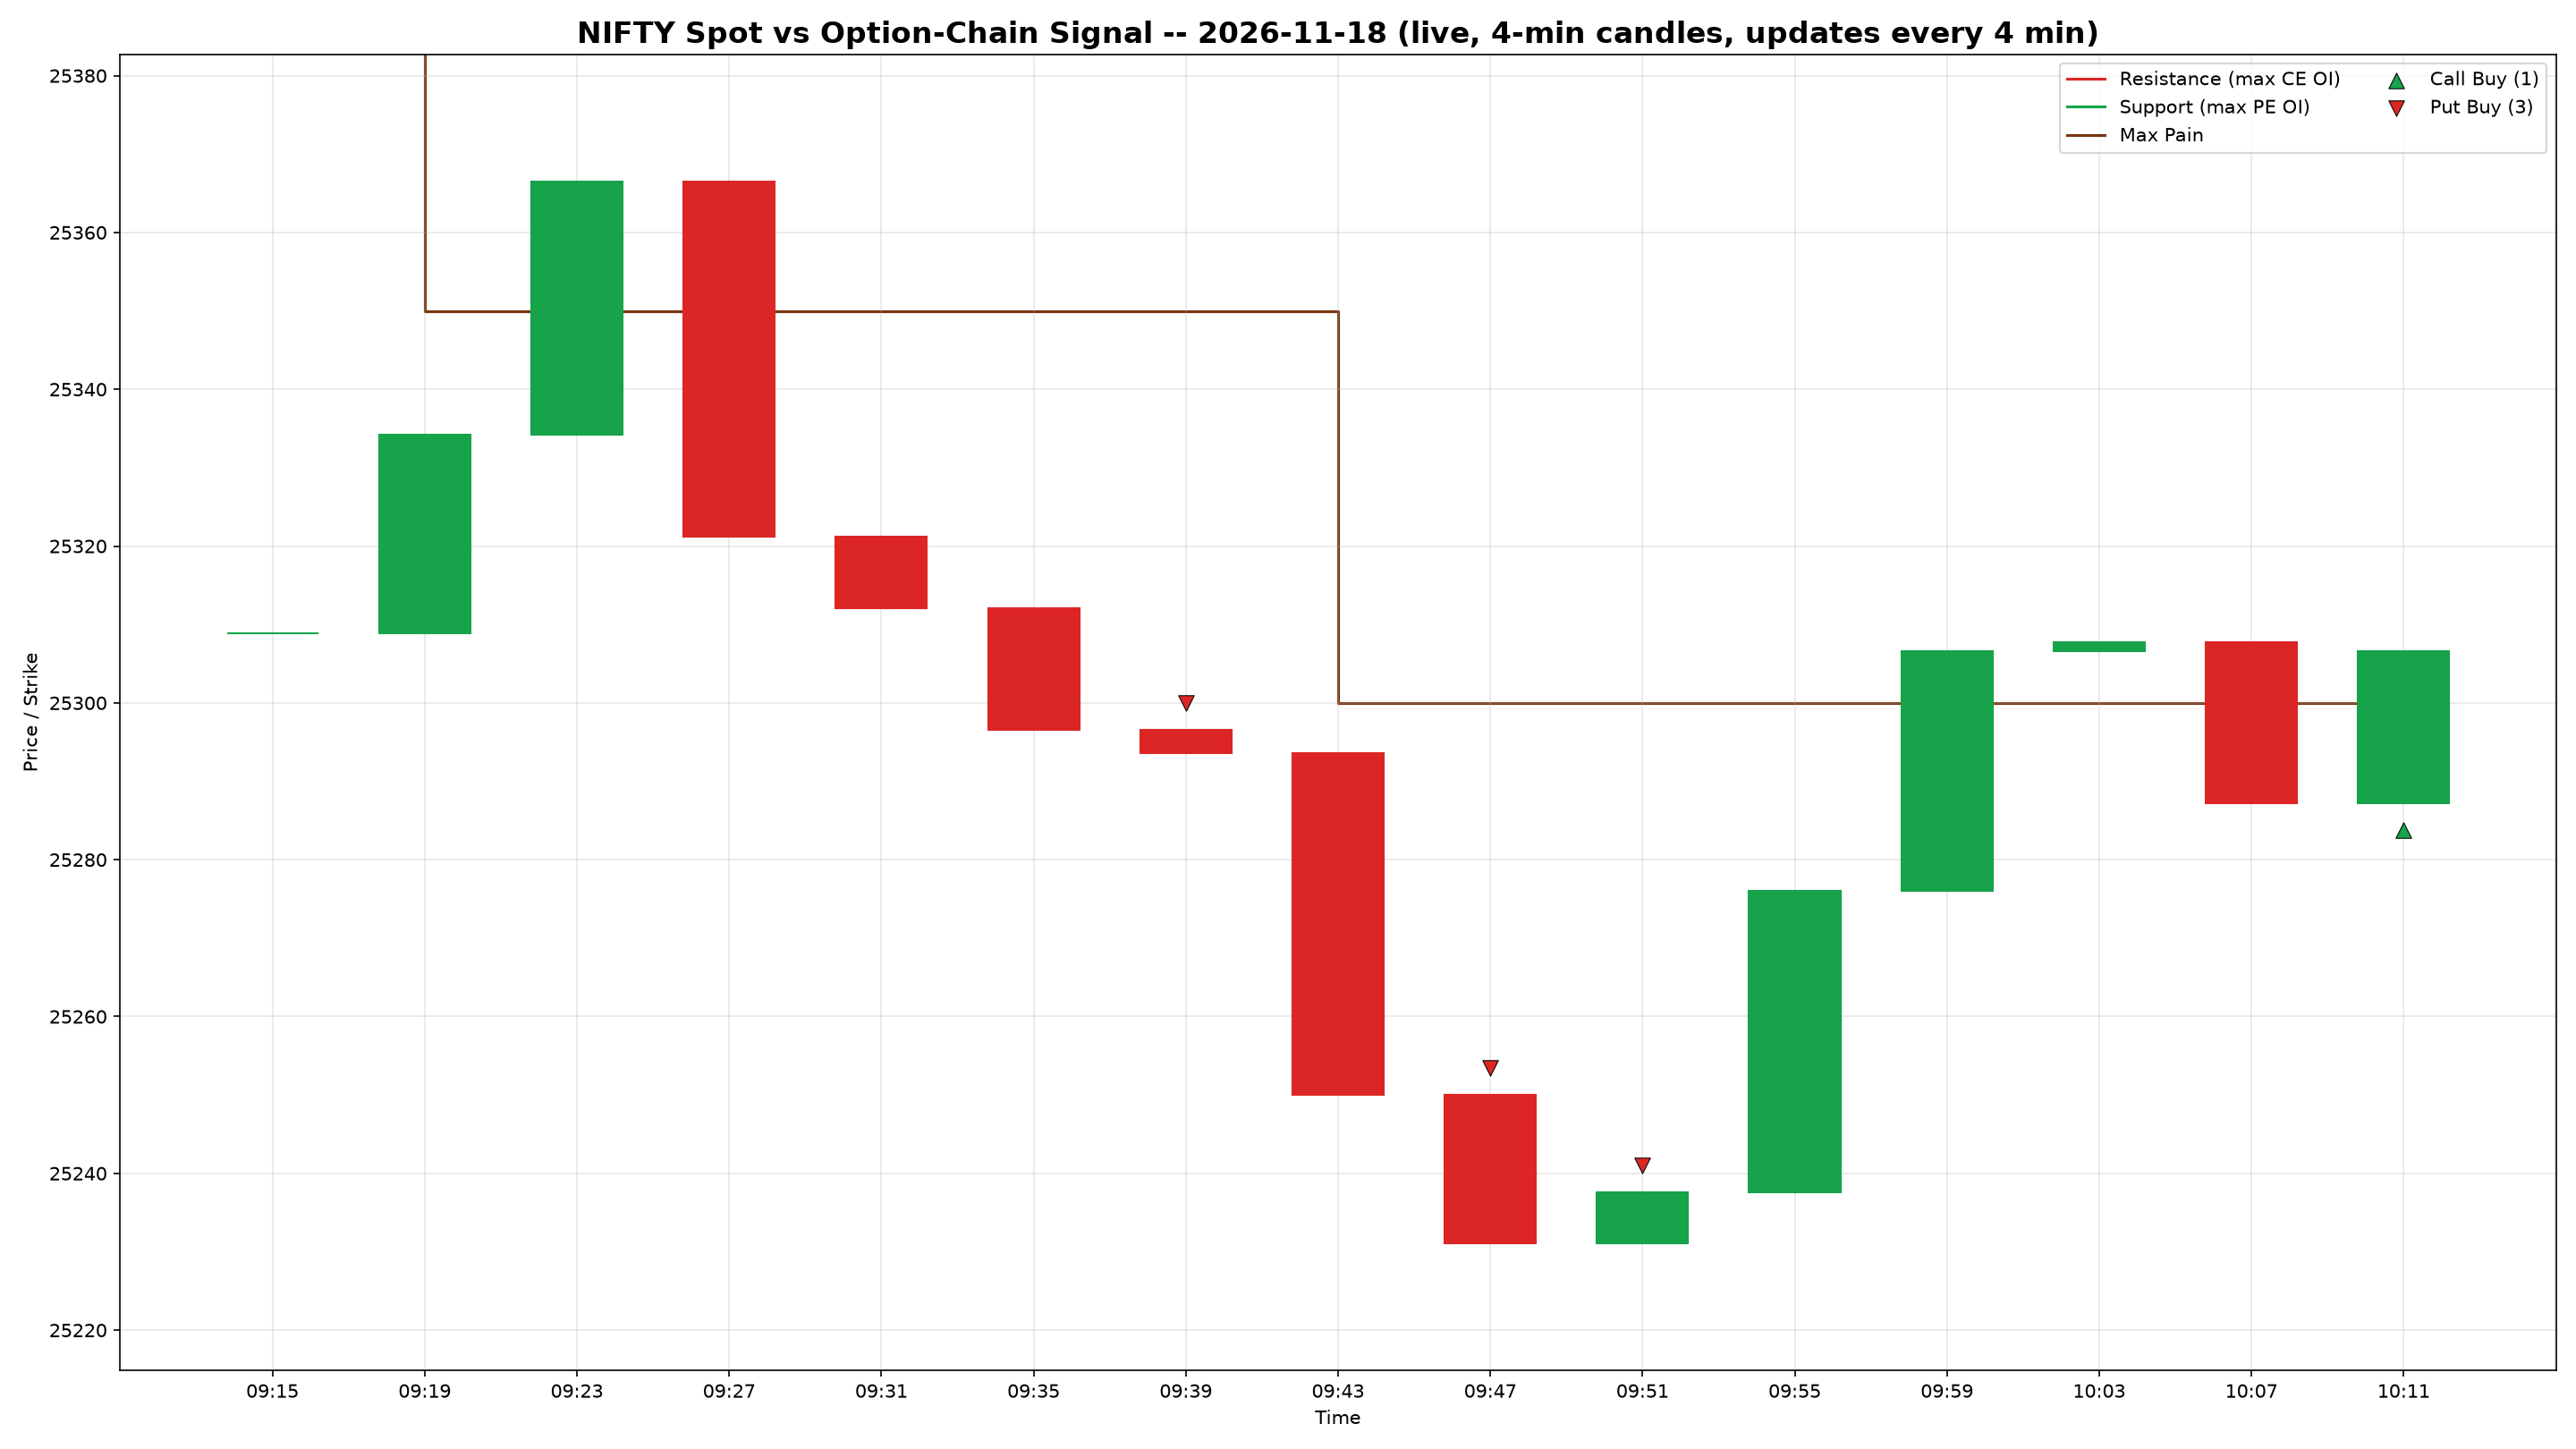 NIFTY Spot vs Option-Chain Signal -- 2026-11-18 (live, 4-min candles, updates every 4 min)
Resistance (max CE OI)
Support (max PE OI)
Max Pain
Call Buy (1)
Put Buy (3)
Price / Strike
25380
25360
25340
25320
25300
25280
25260
25240
25220
09:15 09:19 09:23 09:27 09:31 09:35 09:39 09:43 09:47 09:51 09:55 09:59 10:03 10:07 10:11
Time